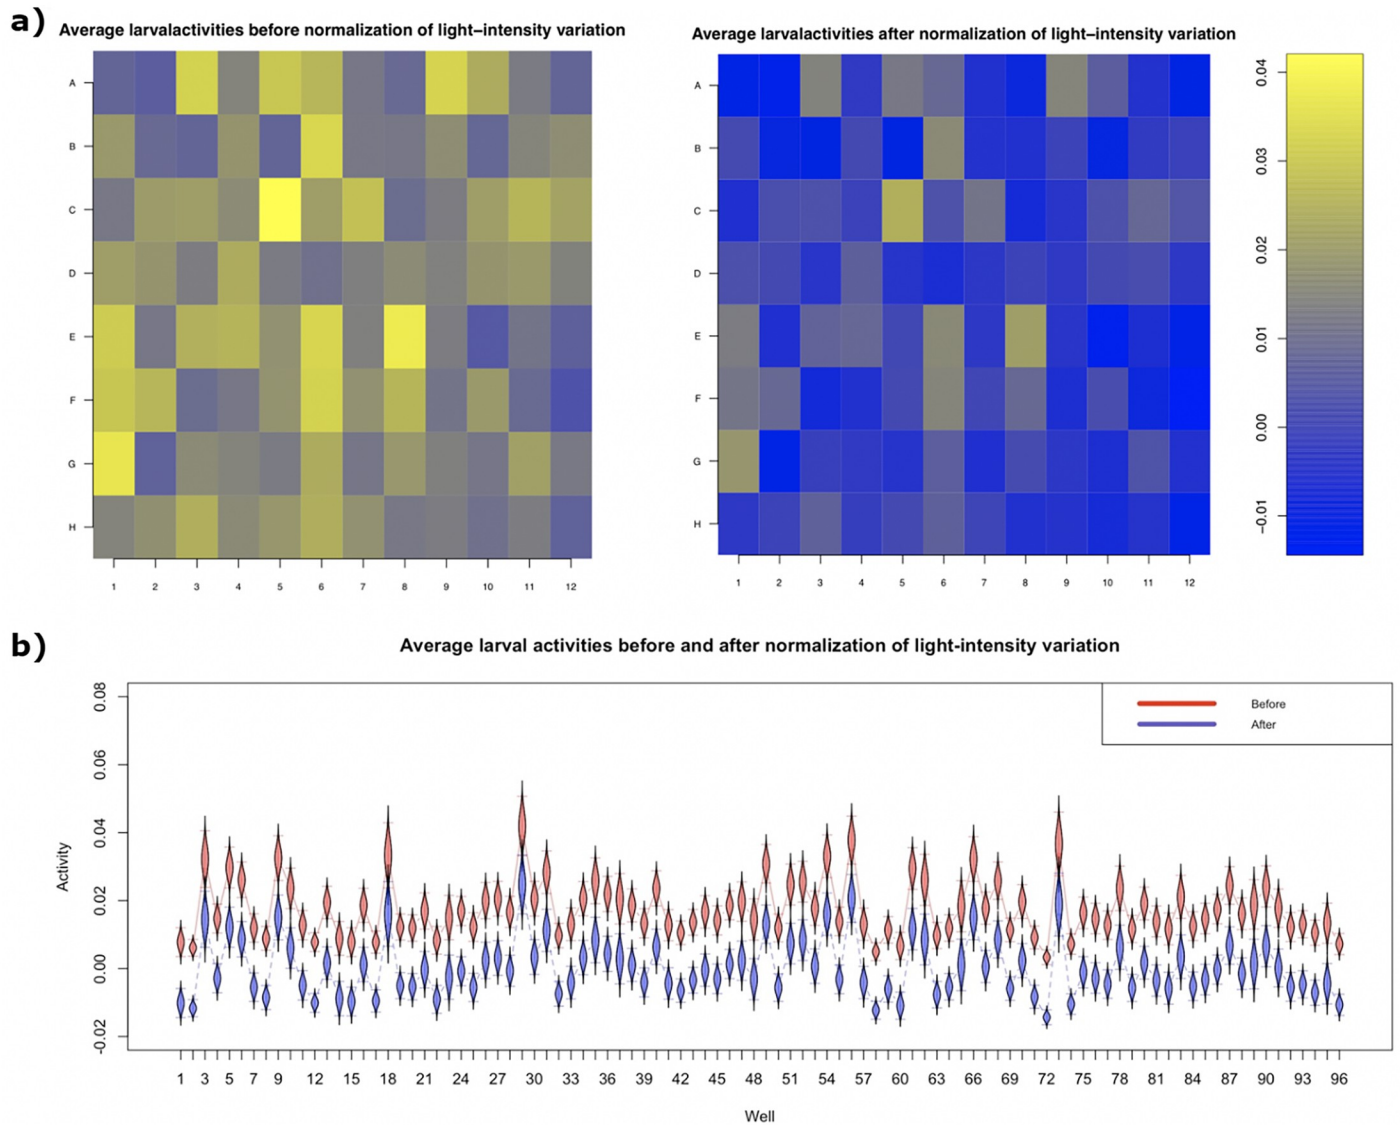 a)
Average larvalactivities before normalization of light−intensity variation
A
B
C
D
E
F
G
H
1 2 3 4 5 6 7 8 9 10 11 12
Average larvalactivities after normalization of light−intensity variation
A
B
C
D
E
F
G
H
1 2 3 4 5 6 7 8 9 10 11 12
0.04
0.03
0.02
0.01
0.00
−0.01
b)
Average larval activities before and after normalization of light-intensity variation
Before
After
Activity
0.08
0.06
0.04
0.02
0.00
-0.02
1 3 5 7 9 12 15 18 21 24 27 30 33 36 39 42 45 48 51 54 57 60 63 66 69 72 75 78 81 84 87 90 93 96
Well